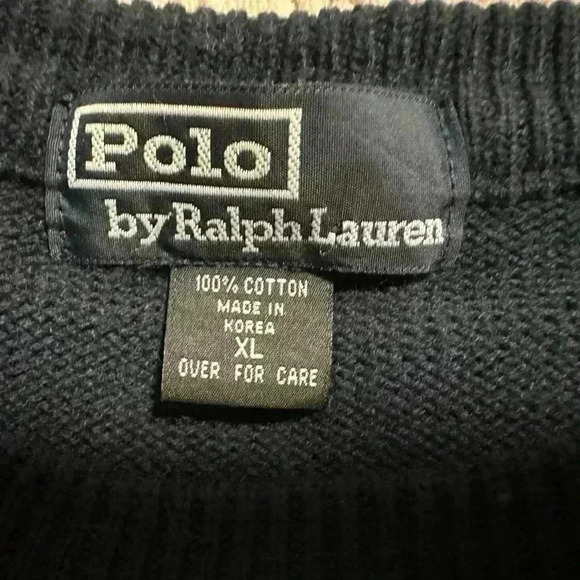 Polo
by Ralph Lauren
100% COTTON
MADE IN
KOREA
XL
OVER FOR CARE